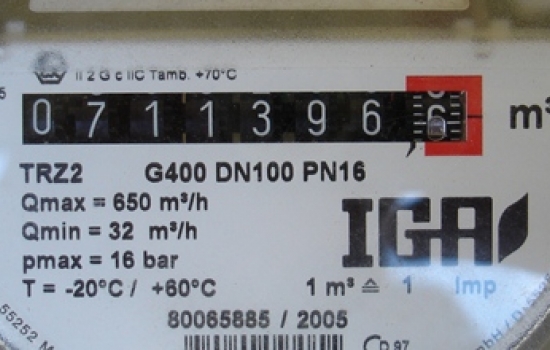 II 2 G c IIC Tamb. +70°C
0 7 1 1 3 9 6 6 m³
TRZ2 G400 DN100 PN16
Qmax = 650 m³/h
Qmin = 32 m³/h
IGA
pmax = 16 bar
T = -20°C / +60°C
1 m³ ≙ 1 Imp
80065885 / 2005
55252 M